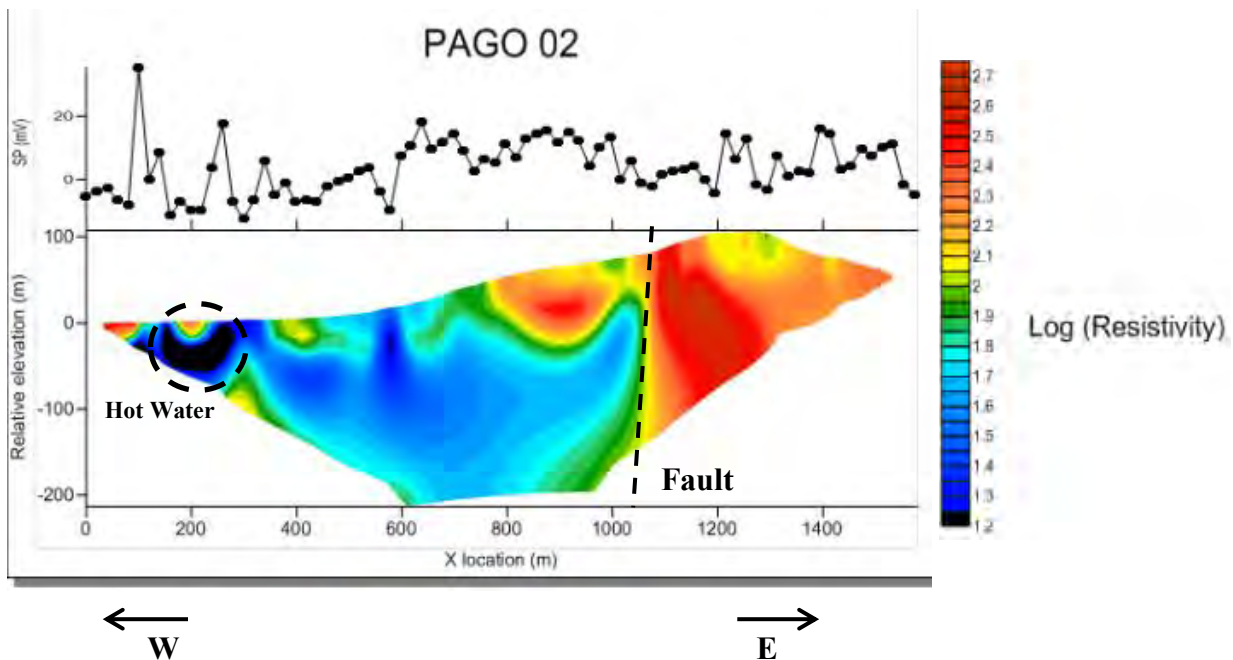 PAGO 02
SP (mV)
20
0
Relative elevation (m)
100
0
-100
-200
Hot Water
Fault
0 200 400 600 800 1000 1200 1400
X location (m)
2.7
2.6
2.5
2.4
2.3
2.2
2.1
2
1.9
1.8
1.7
1.6
1.5
1.4
1.3
1.2
Log (Resistivity)
W E